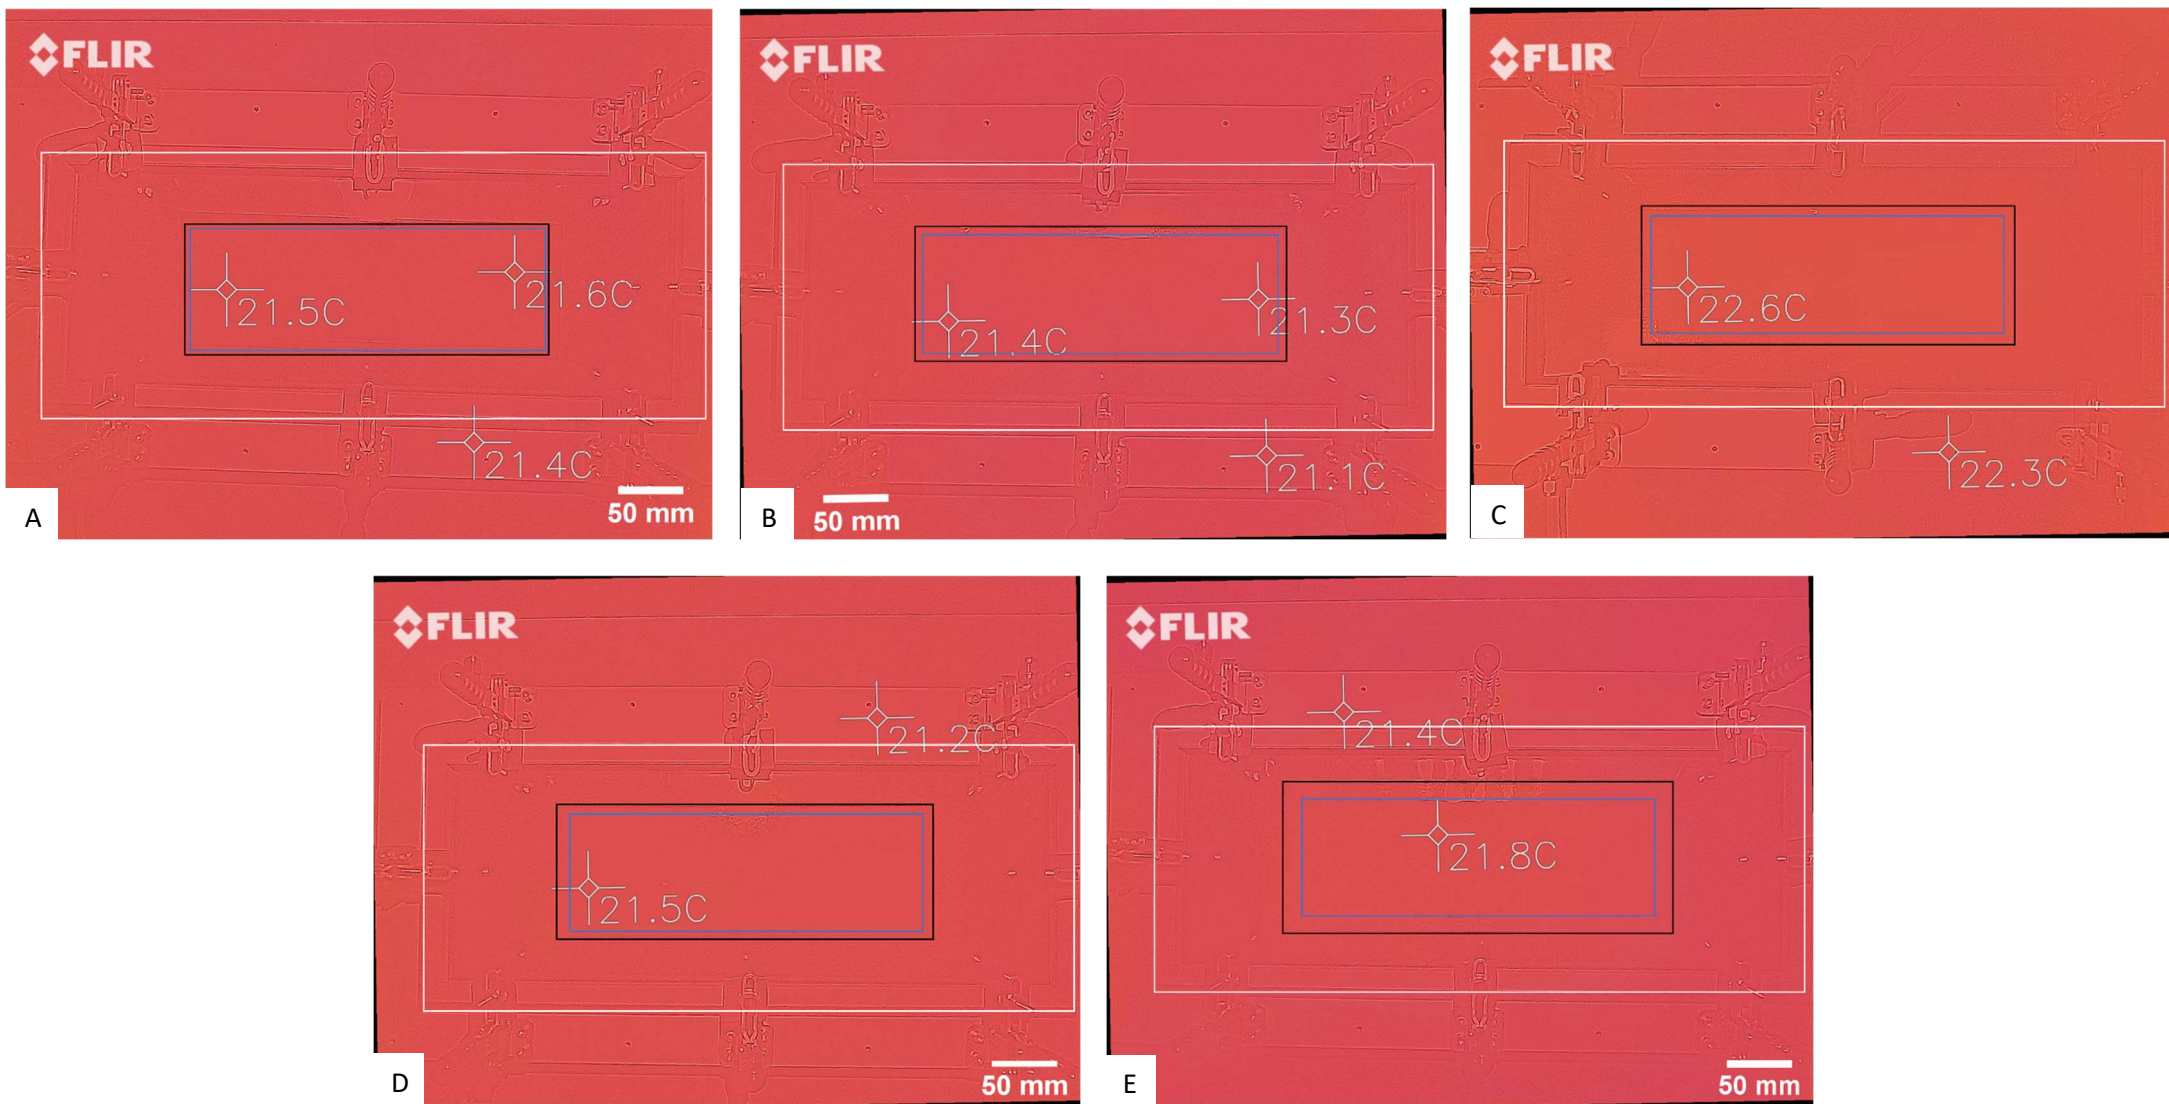 FLIR
21.5C
21.6C
21.4C
50 mm
A
FLIR
21.4C
21.3C
21.1C
50 mm
B
FLIR
22.6C
22.3C
C
FLIR
21.2C
21.5C
50 mm
D
FLIR
21.4C
21.8C
50 mm
E